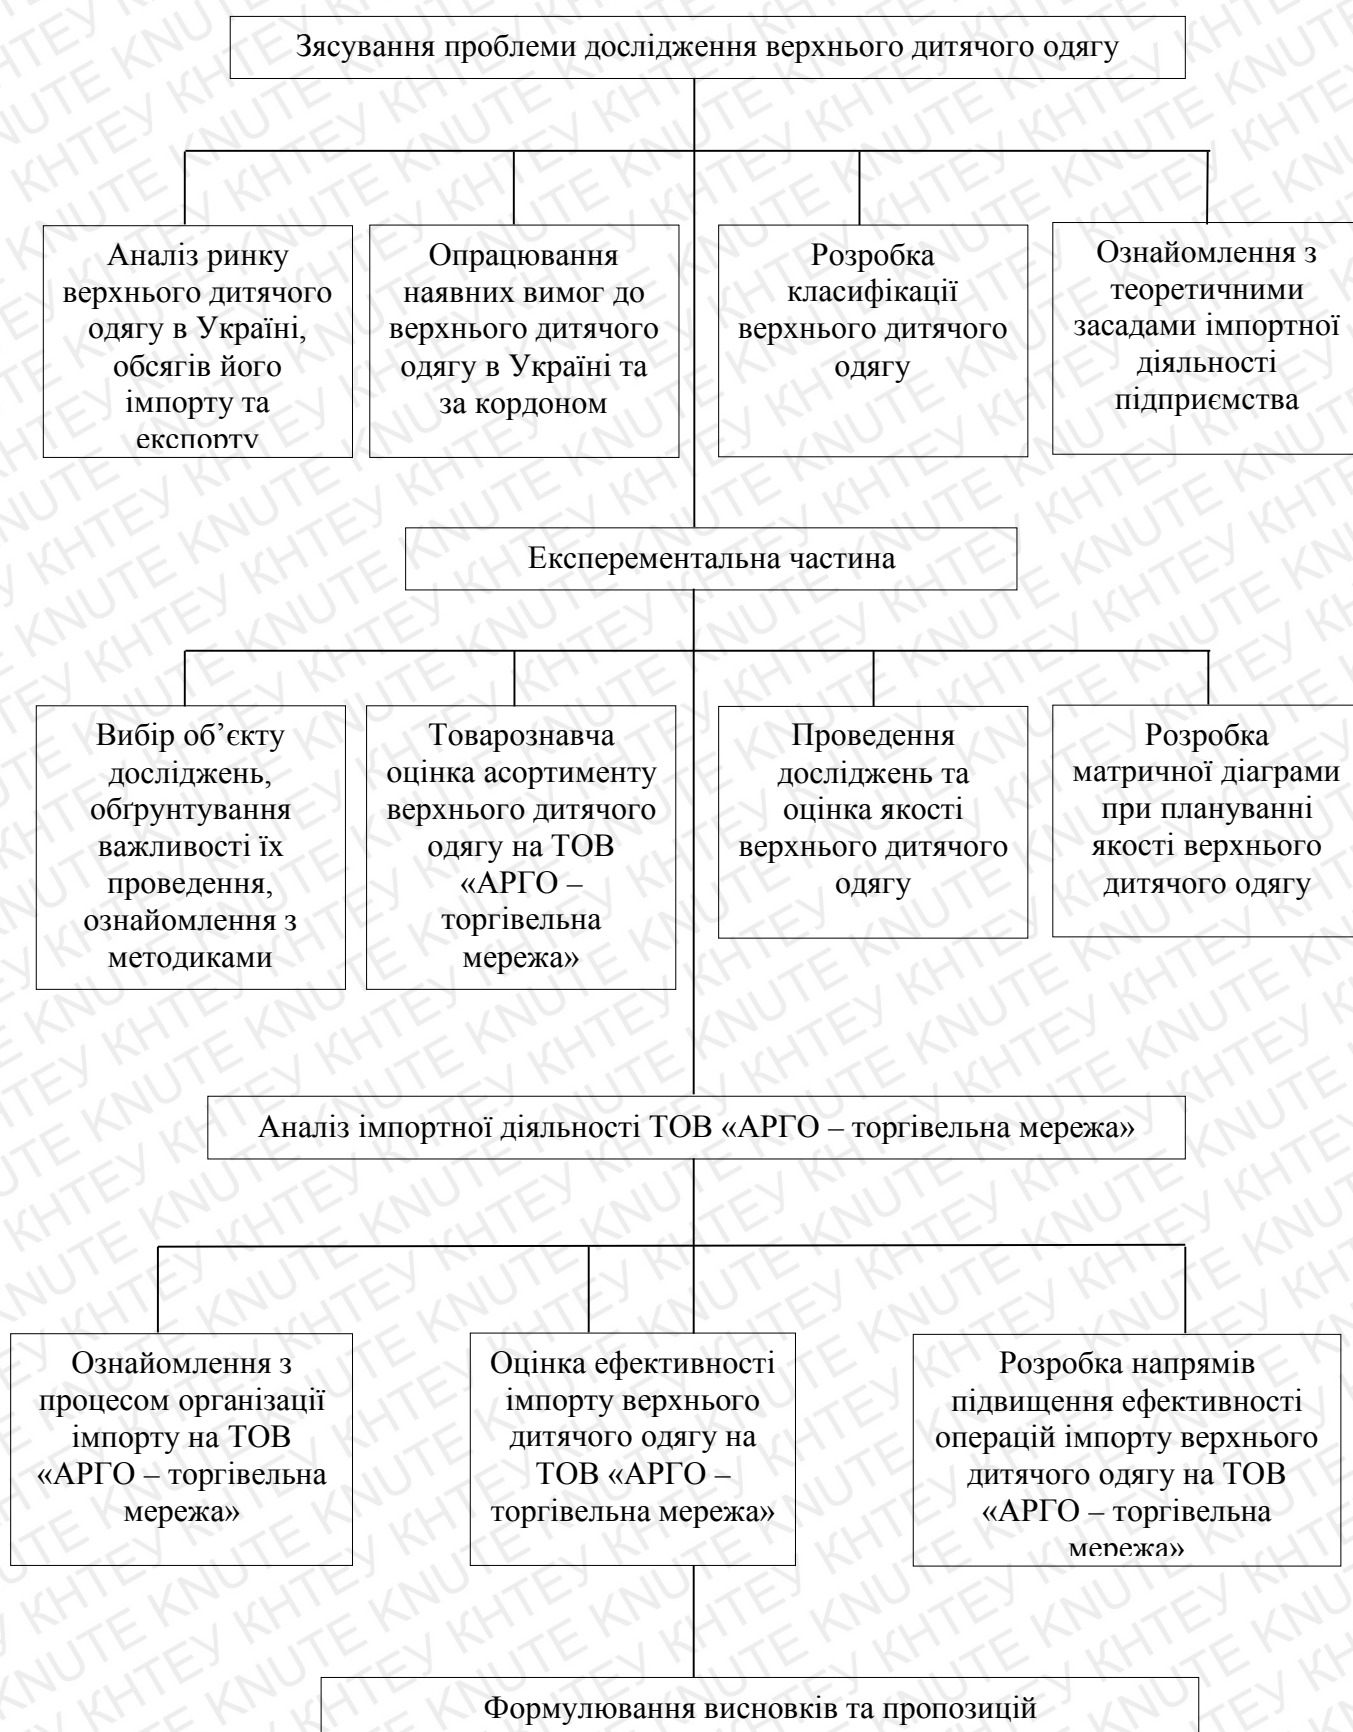 Зясування проблеми дослідження верхнього дитячого одягу
Аналіз ринку
верхнього дитячого
одягу в Україні,
обсягів його
імпорту та
експорту
Опрацювання
наявних вимог до
верхнього дитячого
одягу в Україні та
за кордоном
Розробка
класифікації
верхнього дитячого
одягу
Ознайомлення з
теоретичними
засадами імпортної
діяльності
підприємства
Експерементальна частина
Вибір об’єкту
досліджень,
обґрунтування
важливості їх
проведення,
ознайомлення з
методиками
Товарознавча
оцінка асортименту
верхнього дитячого
одягу на ТОВ
«АРГО –
торгівельна
мережа»
Проведення
досліджень та
оцінка якості
верхнього дитячого
одягу
Розробка
матричної діаграми
при плануванні
якості верхнього
дитячого одягу
Аналіз імпортної діяльності ТОВ «АРГО – торгівельна мережа»
Ознайомлення з
процесом організації
імпорту на ТОВ
«АРГО – торгівельна
мережа»
Оцінка ефективності
імпорту верхнього
дитячого одягу на
ТОВ «АРГО –
торгівельна мережа»
Розробка напрямів
підвищення ефективності
операцій імпорту верхнього
дитячого одягу на ТОВ
«АРГО – торгівельна
мережа»
Формулювання висновків та пропозицій